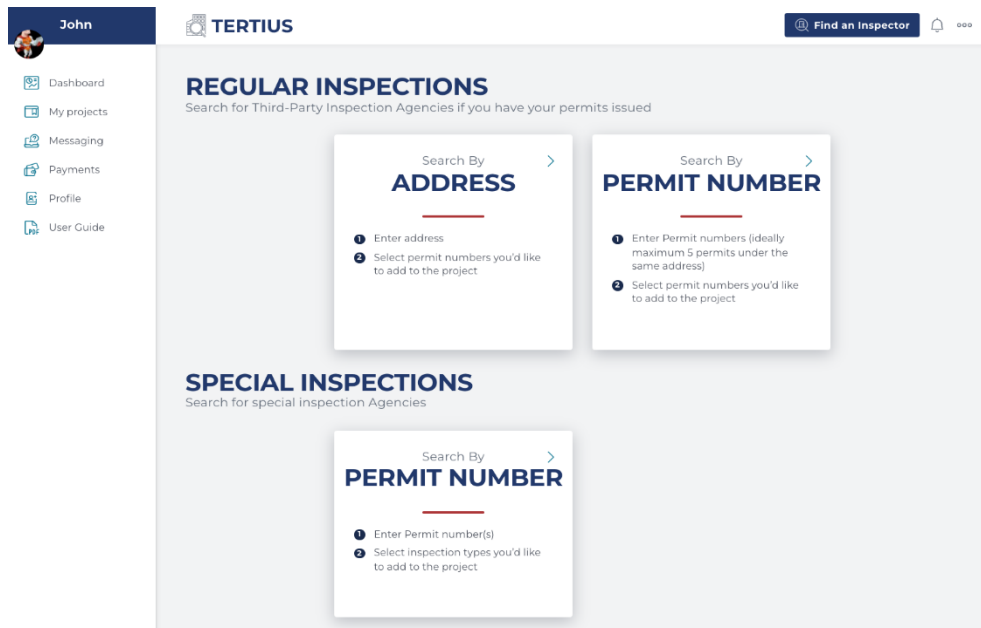 John
TERTIUS
Find an Inspector
Dashboard
My projects
Messaging
Payments
Profile
PDF
User Guide
REGULAR INSPECTIONS
Search for Third-Party Inspection Agencies if you have your permits issued
Search By
ADDRESS
1 Enter address
2 Select permit numbers you'd like
to add to the project
Search By
PERMIT NUMBER
1 Enter Permit numbers (ideally
maximum 5 permits under the
same address)
2 Select permit numbers you'd like
to add to the project
SPECIAL INSPECTIONS
Search for special inspection Agencies
Search By
PERMIT NUMBER
1 Enter Permit number(s)
2 Select inspection types you'd like
to add to the project